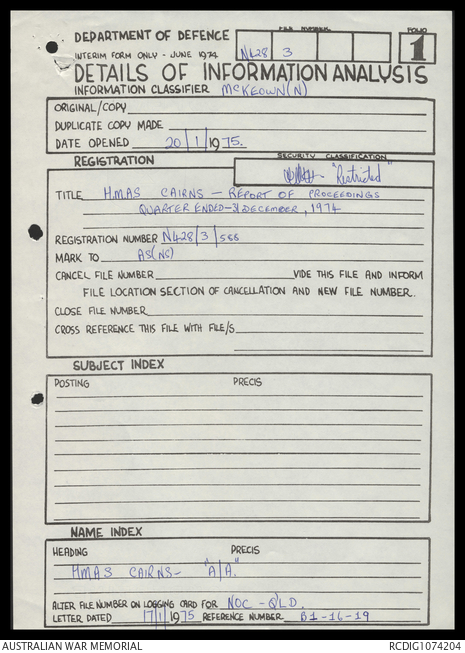 DEPARTMENT OF DEFENCE
FILE NUMBER
FOLIO
INTERIM FORM ONLY - JUNE 1974
N428 3
1
DETAILS OF INFORMATION ANALYSIS
INFORMATION CLASSIFIER McKEOWN(N)
ORIGINAL/COPY
DUPLICATE COPY MADE
DATE OPENED 20/1/1975.
REGISTRATION
SECURITY CLASSIFICATION
"Restricted"
TITLE HMAS CAIRNS - REPORT OF PROCEEDINGS
QUARTER ENDED - 31 DECEMBER, 1974
REGISTRATION NUMBER N428/3/566
MARK TO AS(NC)
CANCEL FILE NUMBER VIDE THIS FILE AND INFORM
FILE LOCATION SECTION OF CANCELLATION AND NEW FILE NUMBER.
CLOSE FILE NUMBER
CROSS REFERENCE THIS FILE WITH FILE/S
SUBJECT INDEX
POSTING PRECIS
NAME INDEX
HEADING PRECIS
HMAS CAIRNS- "A/A."
ALTER FILE NUMBER ON LOGGING CARD FOR NOC - QLD.
LETTER DATED 17/1/1975 REFERENCE NUMBER B1-16-19
AUSTRALIAN WAR MEMORIAL
RCDIG1074204